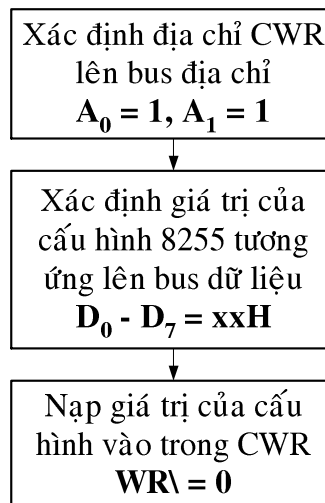 Xác định địa chỉ CWR
lên bus địa chỉ
A₀ = 1, A₁ = 1
Xác định giá trị của
cấu hình 8255 tương
ứng lên bus dữ liệu
D₀ - D₇ = xxH
Nạp giá trị của cấu
hình vào trong CWR
WR\ = 0